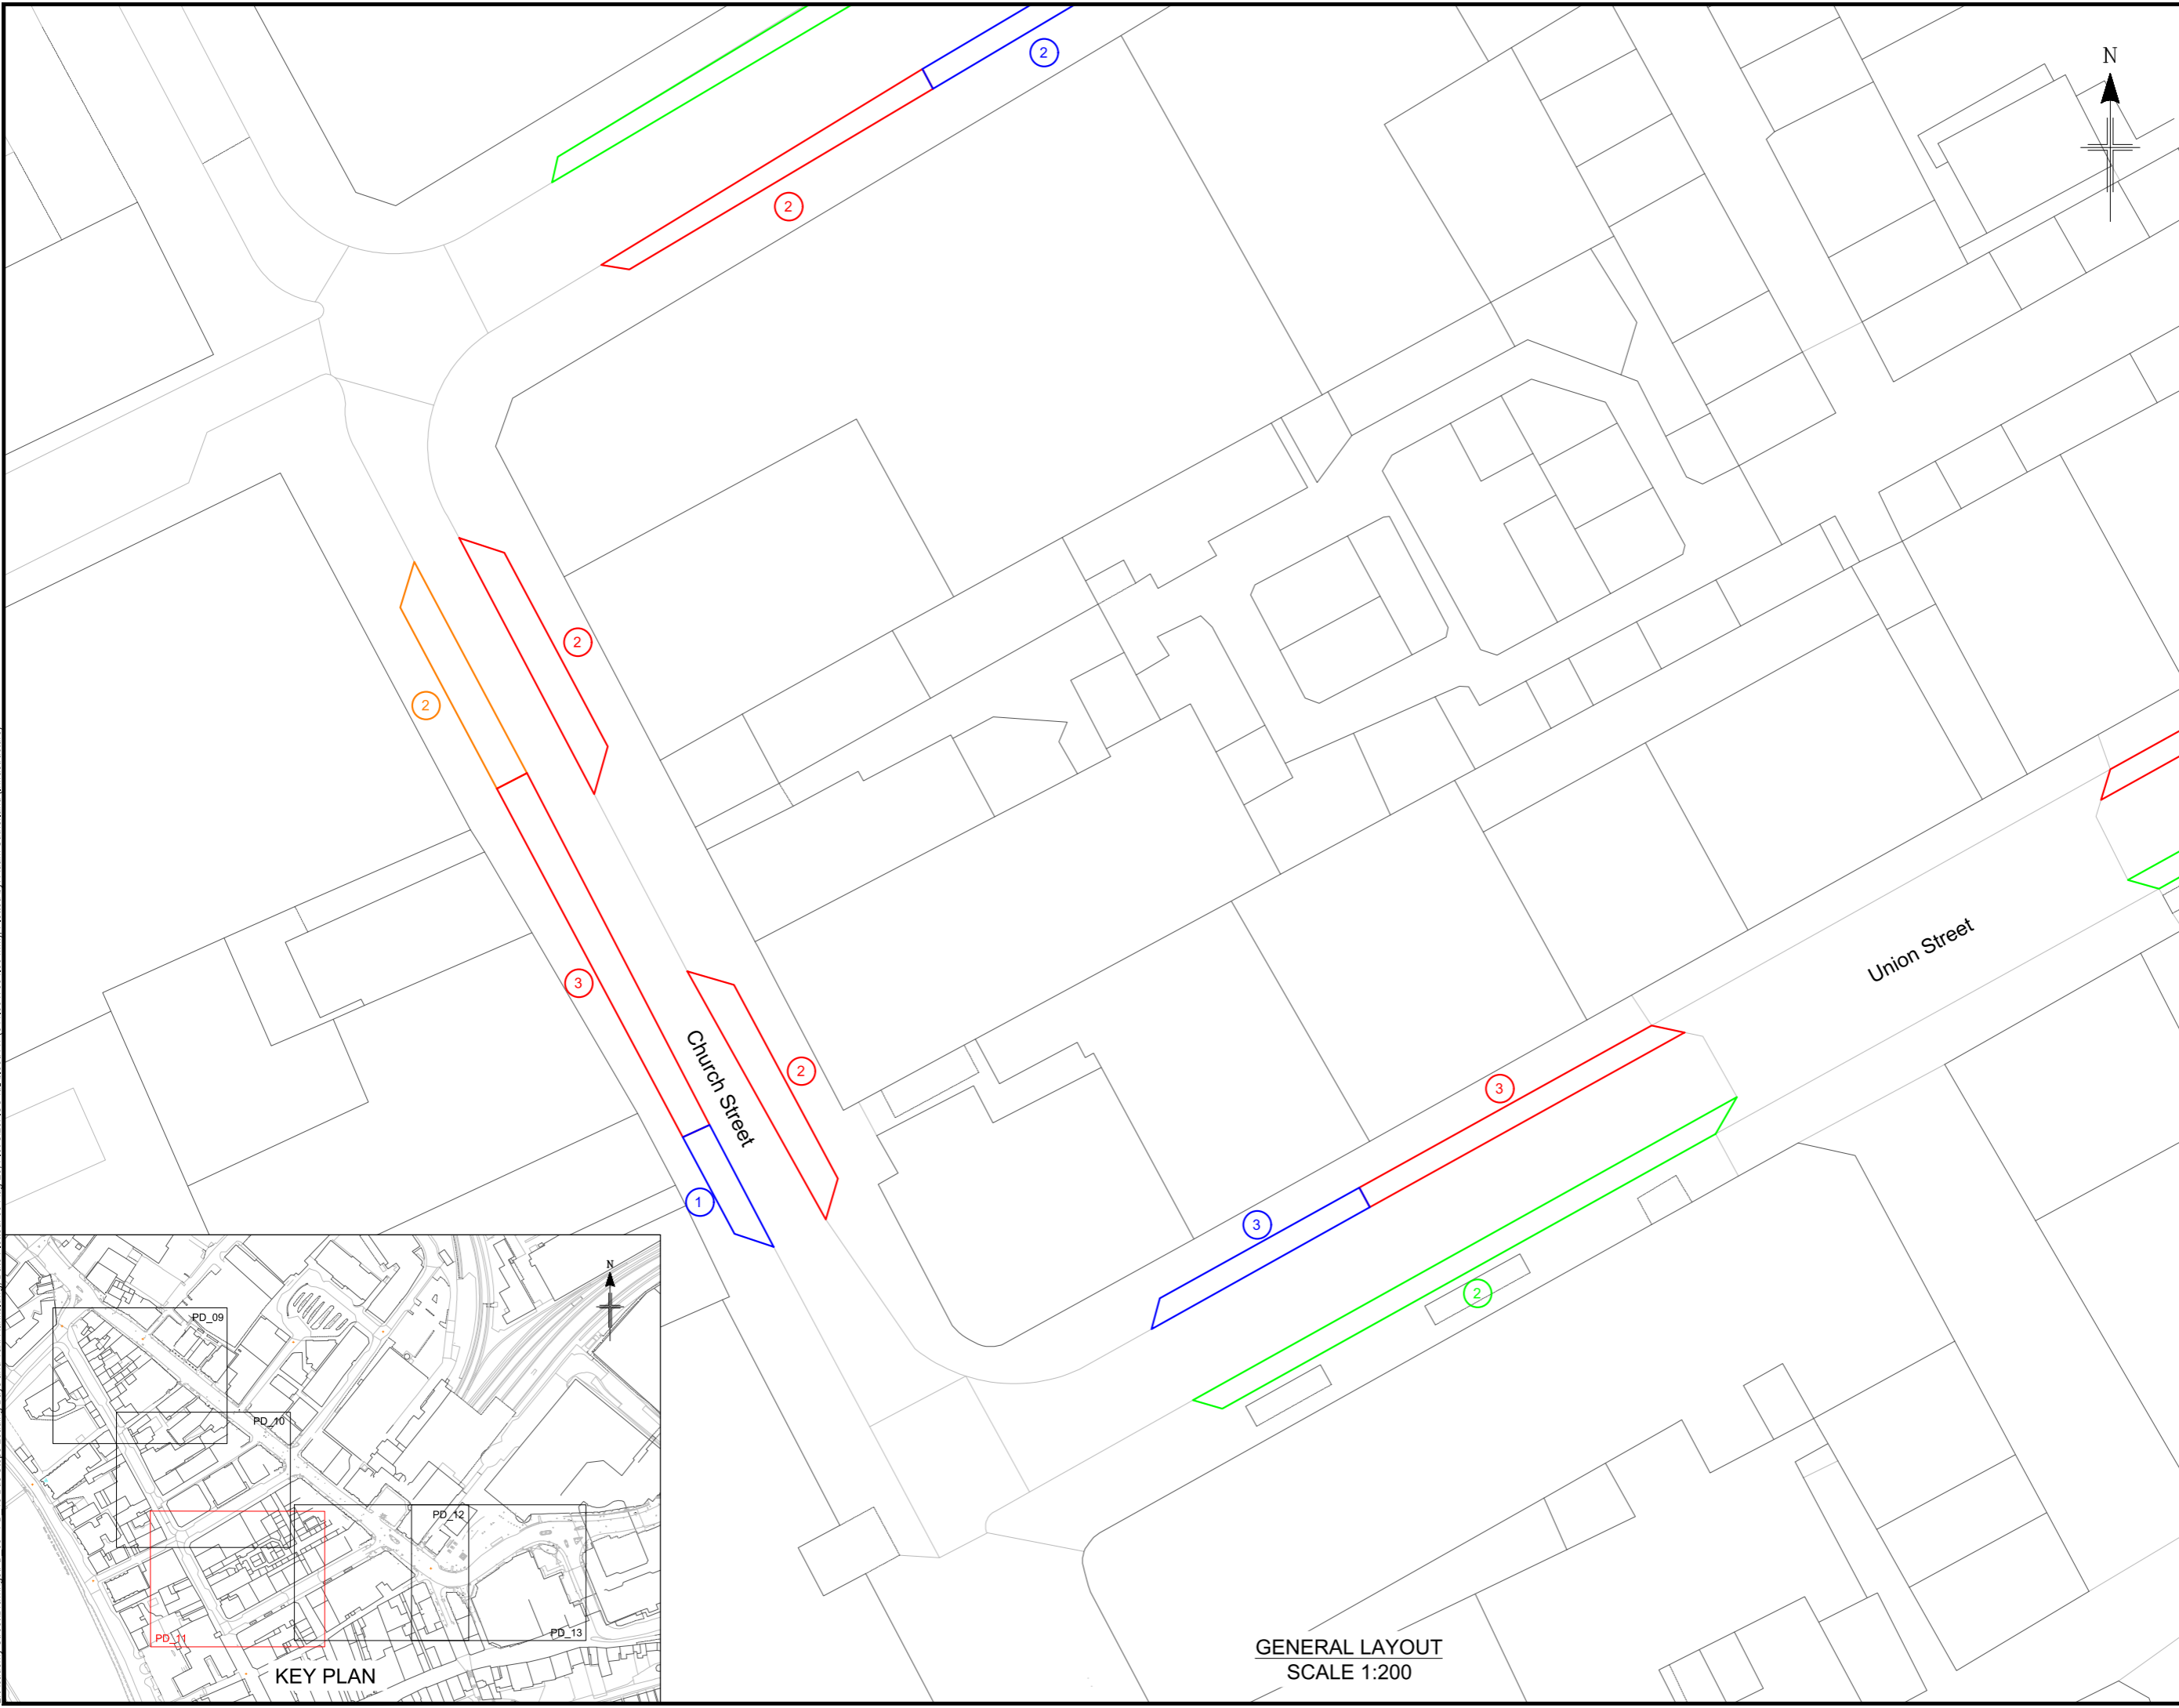 2
N
2
2
2
3
Church Street
2
1
Union Street
3
3
2
N
PD_09
PD_10
PD_12
PD_11
PD_13
KEY PLAN
GENERAL LAYOUT
SCALE 1:200